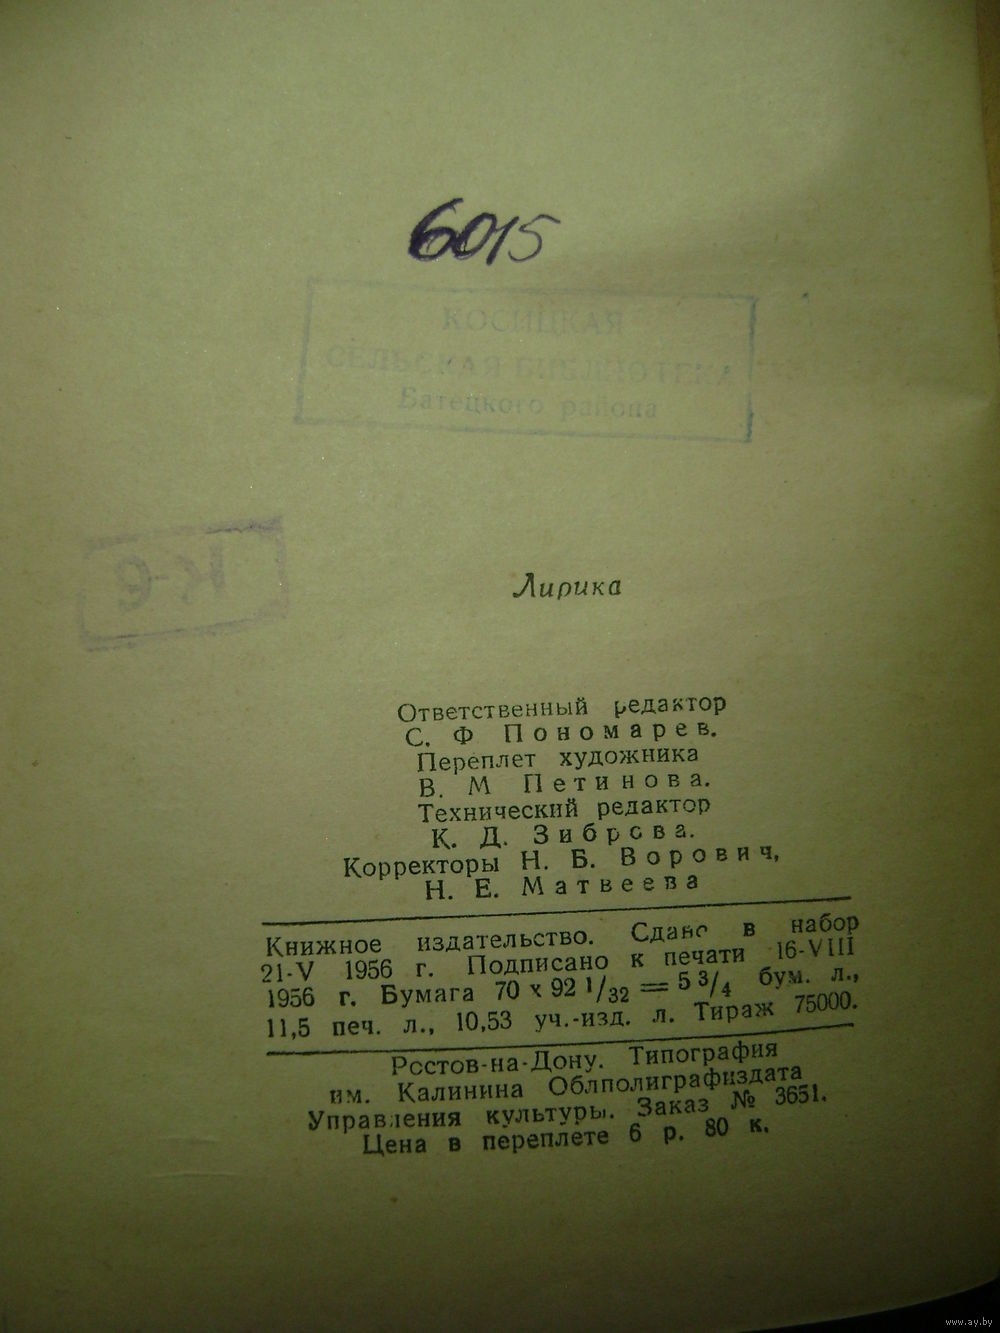 6015
КОСИЦКАЯ
СЕЛЬСКАЯ БИБЛИОТЕКА
Батецкого района
Лирика
Ответственный редактор
С. Ф Пономарев.
Переплет художника
В. М Петинова.
Технический редактор
К. Д. Зиброва.
Корректоры Н. Б. Ворович,
Н. Е. Матвеева
Книжное издательство. Сдано в набор
21-V 1956 г. Подписано к печати 16-VIII
1956 г. Бумага 70 х 92 1/32 = 5 3/4 бум. л.,
11,5 печ. л., 10,53 уч.-изд. л. Тираж 75000.
Ростов-на-Дону. Типография
им. Калинина Облполиграфиздата
Управления культуры. Заказ № 3651.
Цена в переплете 6 р. 80 к.
www.ay.by